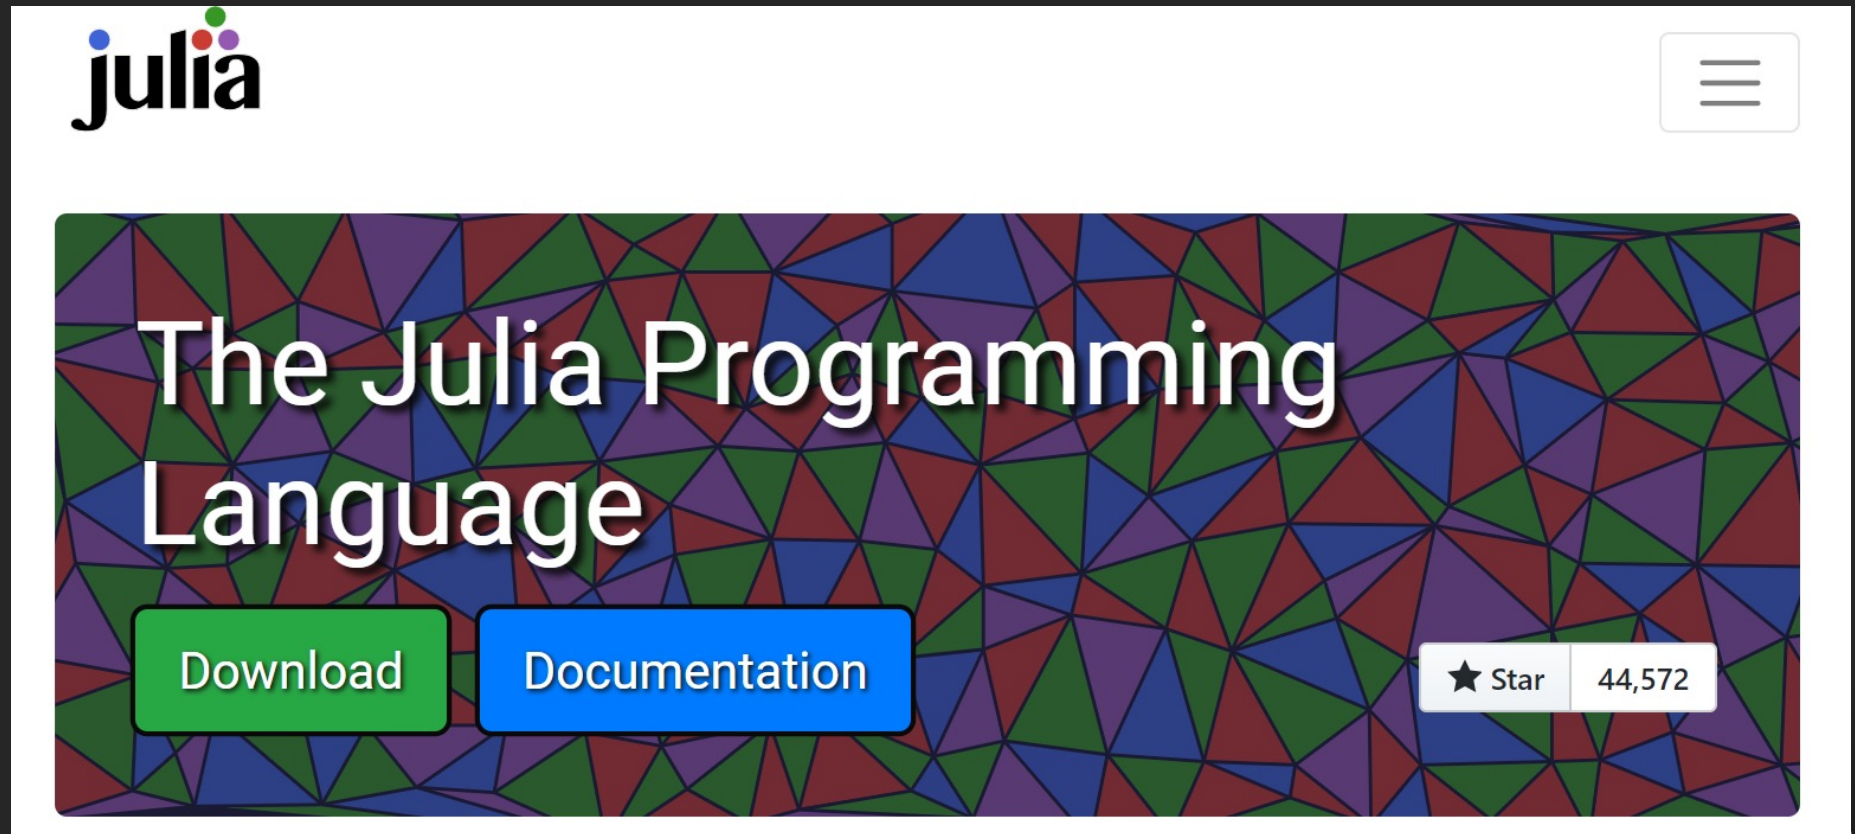 julia
The Julia Programming
Language
Download
Documentation
Star
44,572